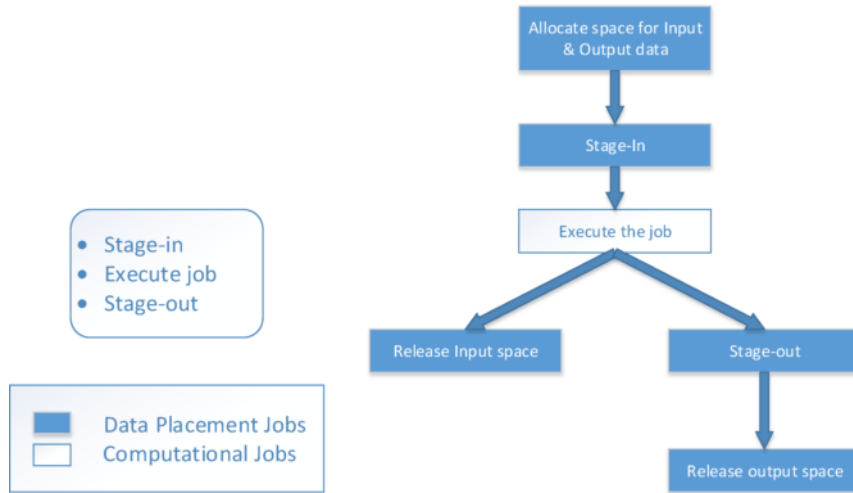 Allocate space for Input
& Output data
Stage-In
Execute the job
Release Input space
Stage-out
Release output space
• Stage-in
• Execute job
• Stage-out
Data Placement Jobs
Computational Jobs